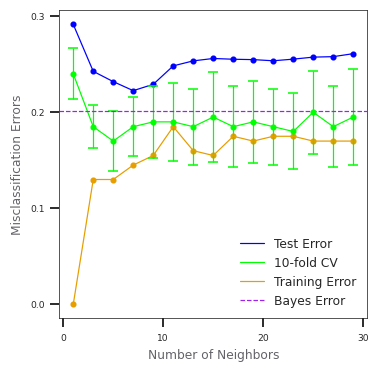 0.3
0.2
0.1
0.0
Misclassification Errors
Test Error
10-fold CV
Training Error
Bayes Error
0
10
20
30
Number of Neighbors